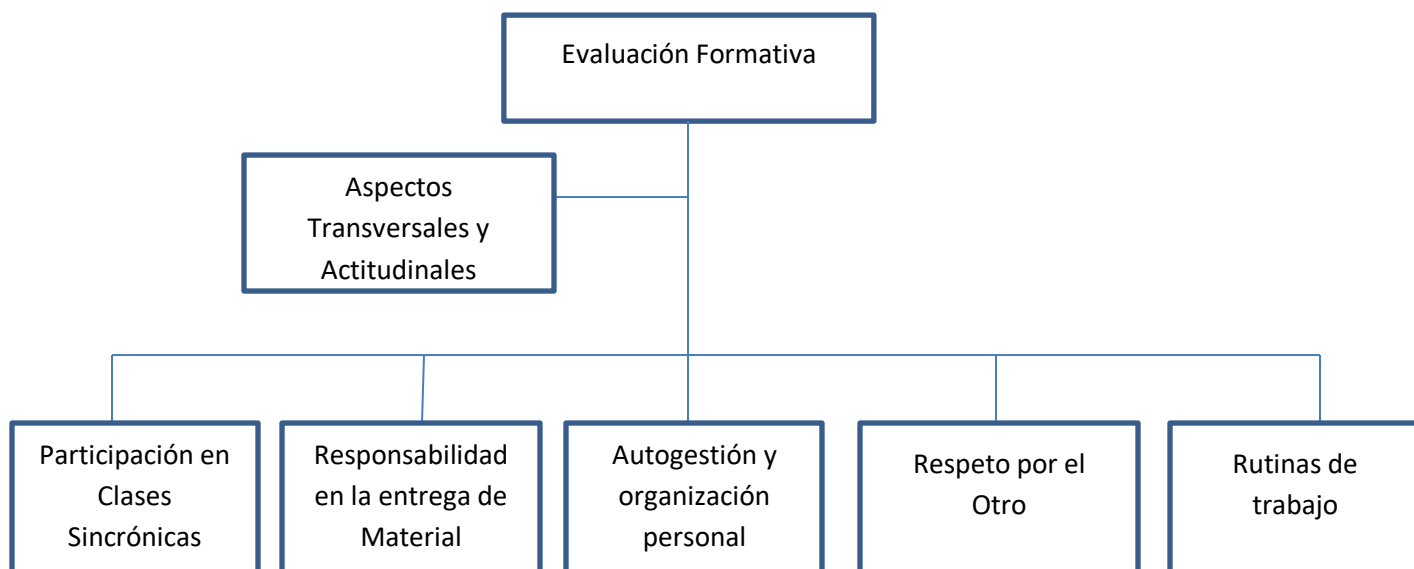 Evaluación Formativa
Aspectos
Transversales y
Actitudinales
Participación en
Clases
Sincrónicas
Responsabilidad
en la entrega de
Material
Autogestión y
organización
personal
Respeto por el
Otro
Rutinas de
trabajo